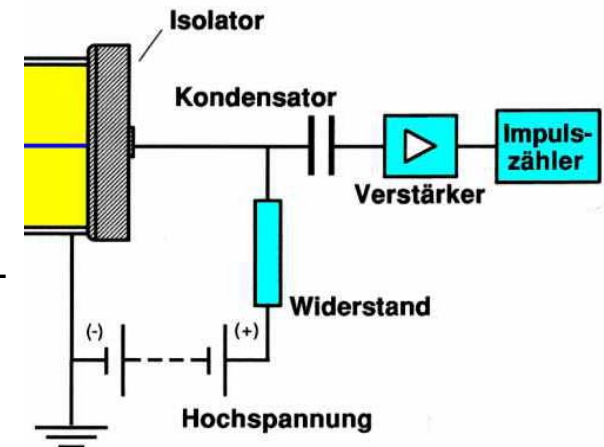 Isolator
Kondensator
Impuls-
zähler
Verstärker
Widerstand
(-)
(+)
Hochspannung